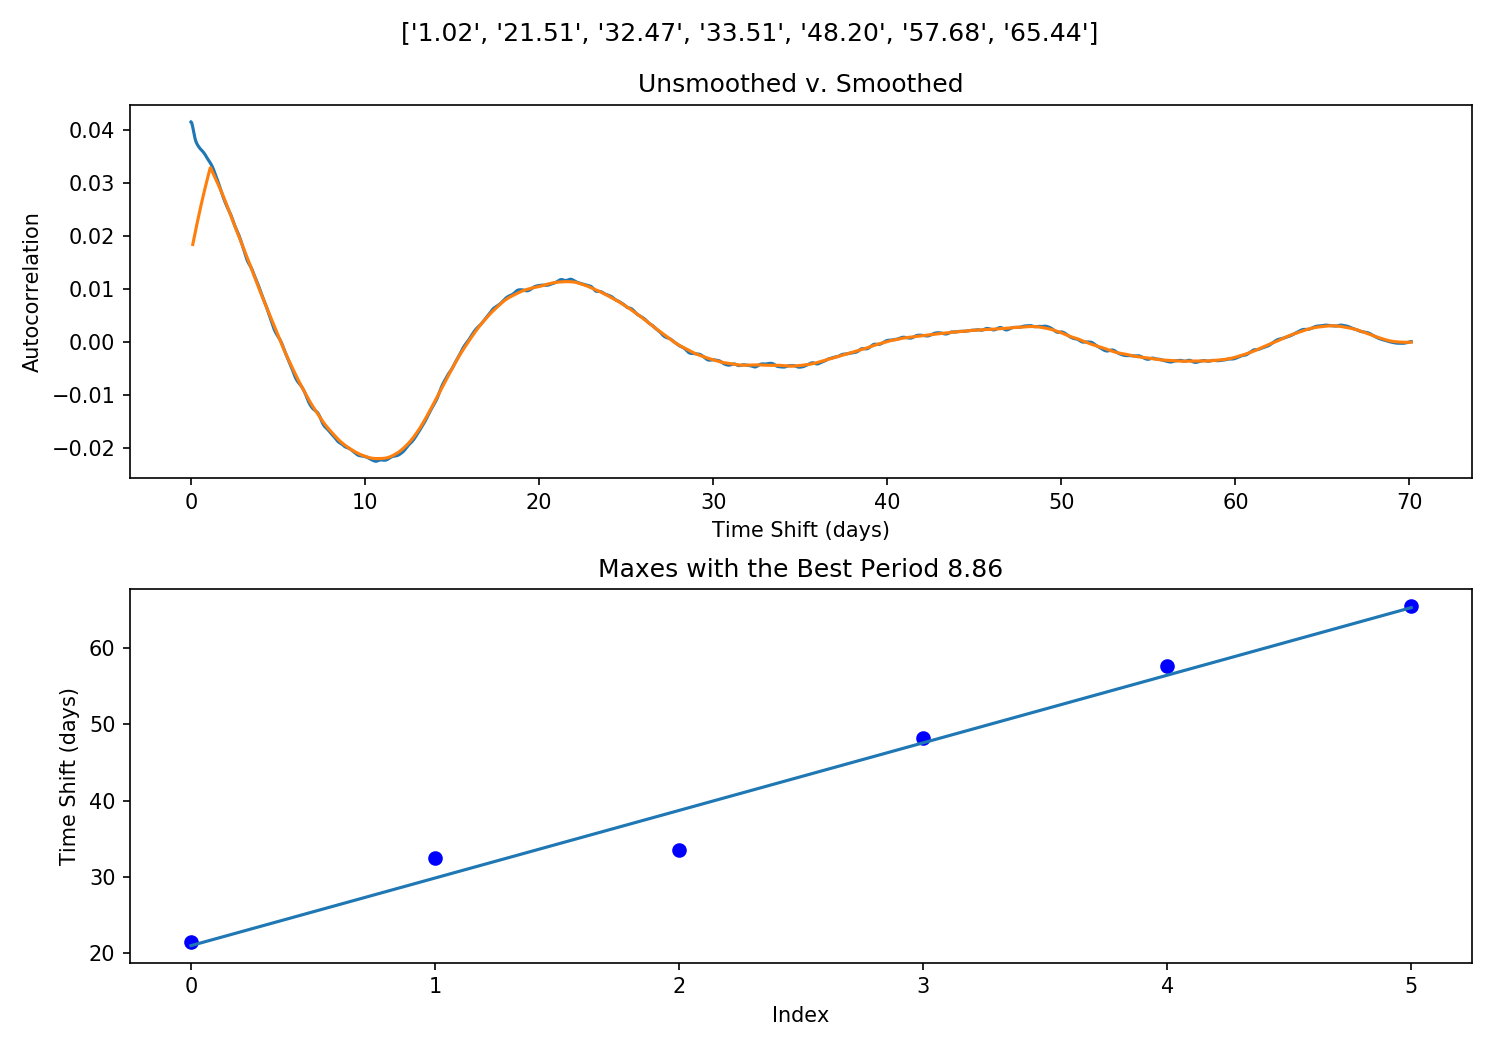 ['1.02', '21.51', '32.47', '33.51', '48.20', '57.68', '65.44']
Unsmoothed v. Smoothed
Autocorrelation
0.04
0.03
0.02
0.01
0.00
−0.01
−0.02
0 10 20 30 40 50 60 70
Time Shift (days)
Maxes with the Best Period 8.86
Time Shift (days)
60
50
40
30
20
0 1 2 3 4 5
Index